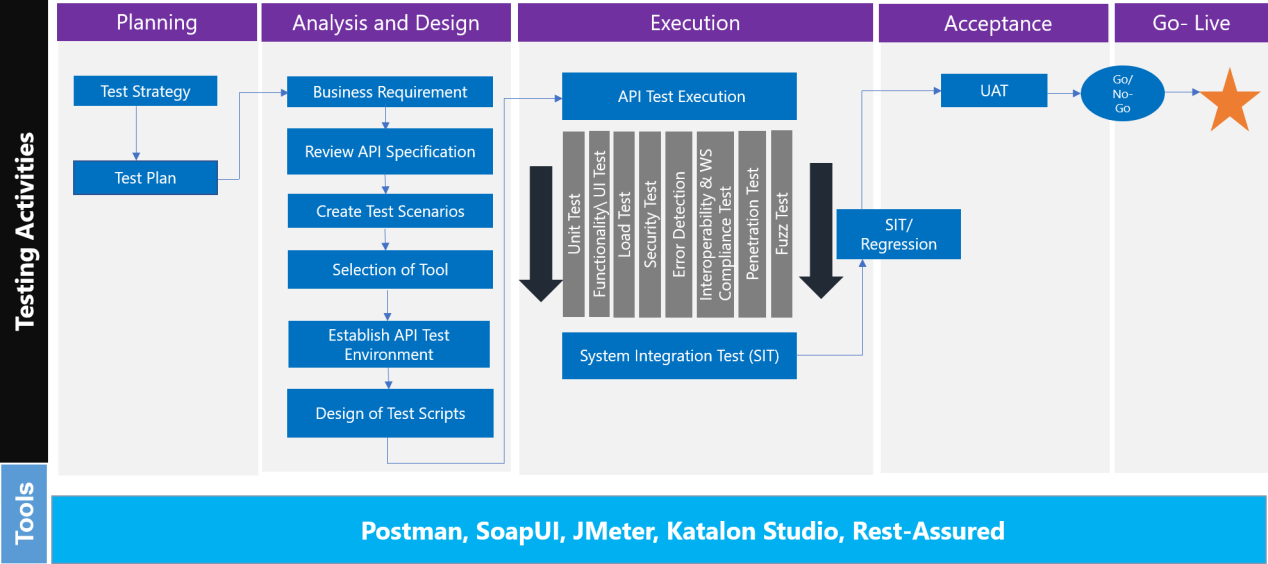 Planning
Analysis and Design
Execution
Acceptance
Go- Live
Testing Activities
Test Strategy
Test Plan
Business Requirement
Review API Specification
Create Test Scenarios
Selection of Tool
Establish API Test
Environment
Design of Test Scripts
API Test Execution
Unit Test
Functionality\ UI Test
Load Test
Security Test
Error Detection
Interoperability & WS
Compliance Test
Penetration Test
Fuzz Test
System Integration Test (SIT)
SIT/
Regression
UAT
Go/
No-
Go
Tools
Postman, SoapUI, JMeter, Katalon Studio, Rest-Assured